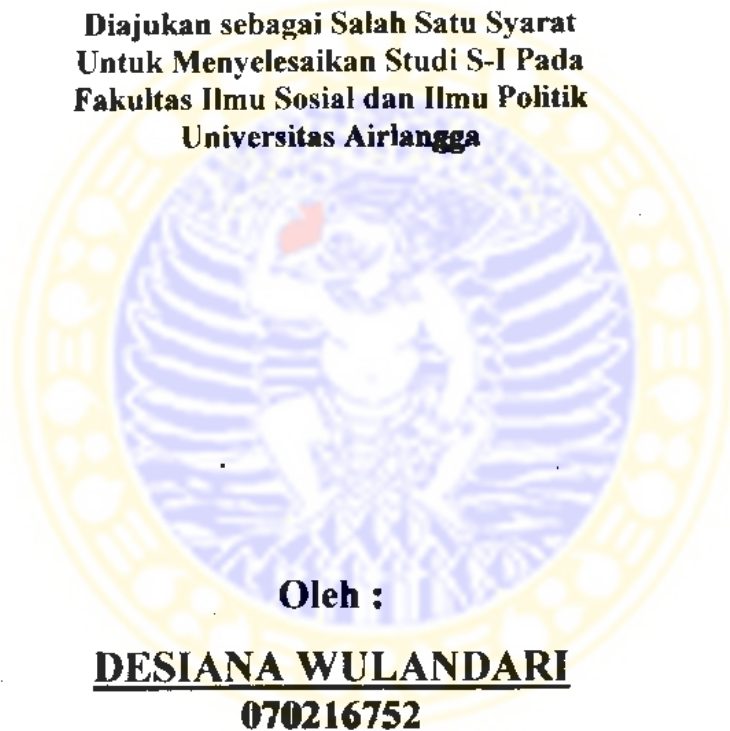 Diajukan sebagai Salah Satu Syarat
Untuk Menyelesaikan Studi S-I Pada
Fakultas Ilmu Sosial dan Ilmu Politik
Universitas Airlangga
Oleh :
DESIANA WULANDARI
070216752